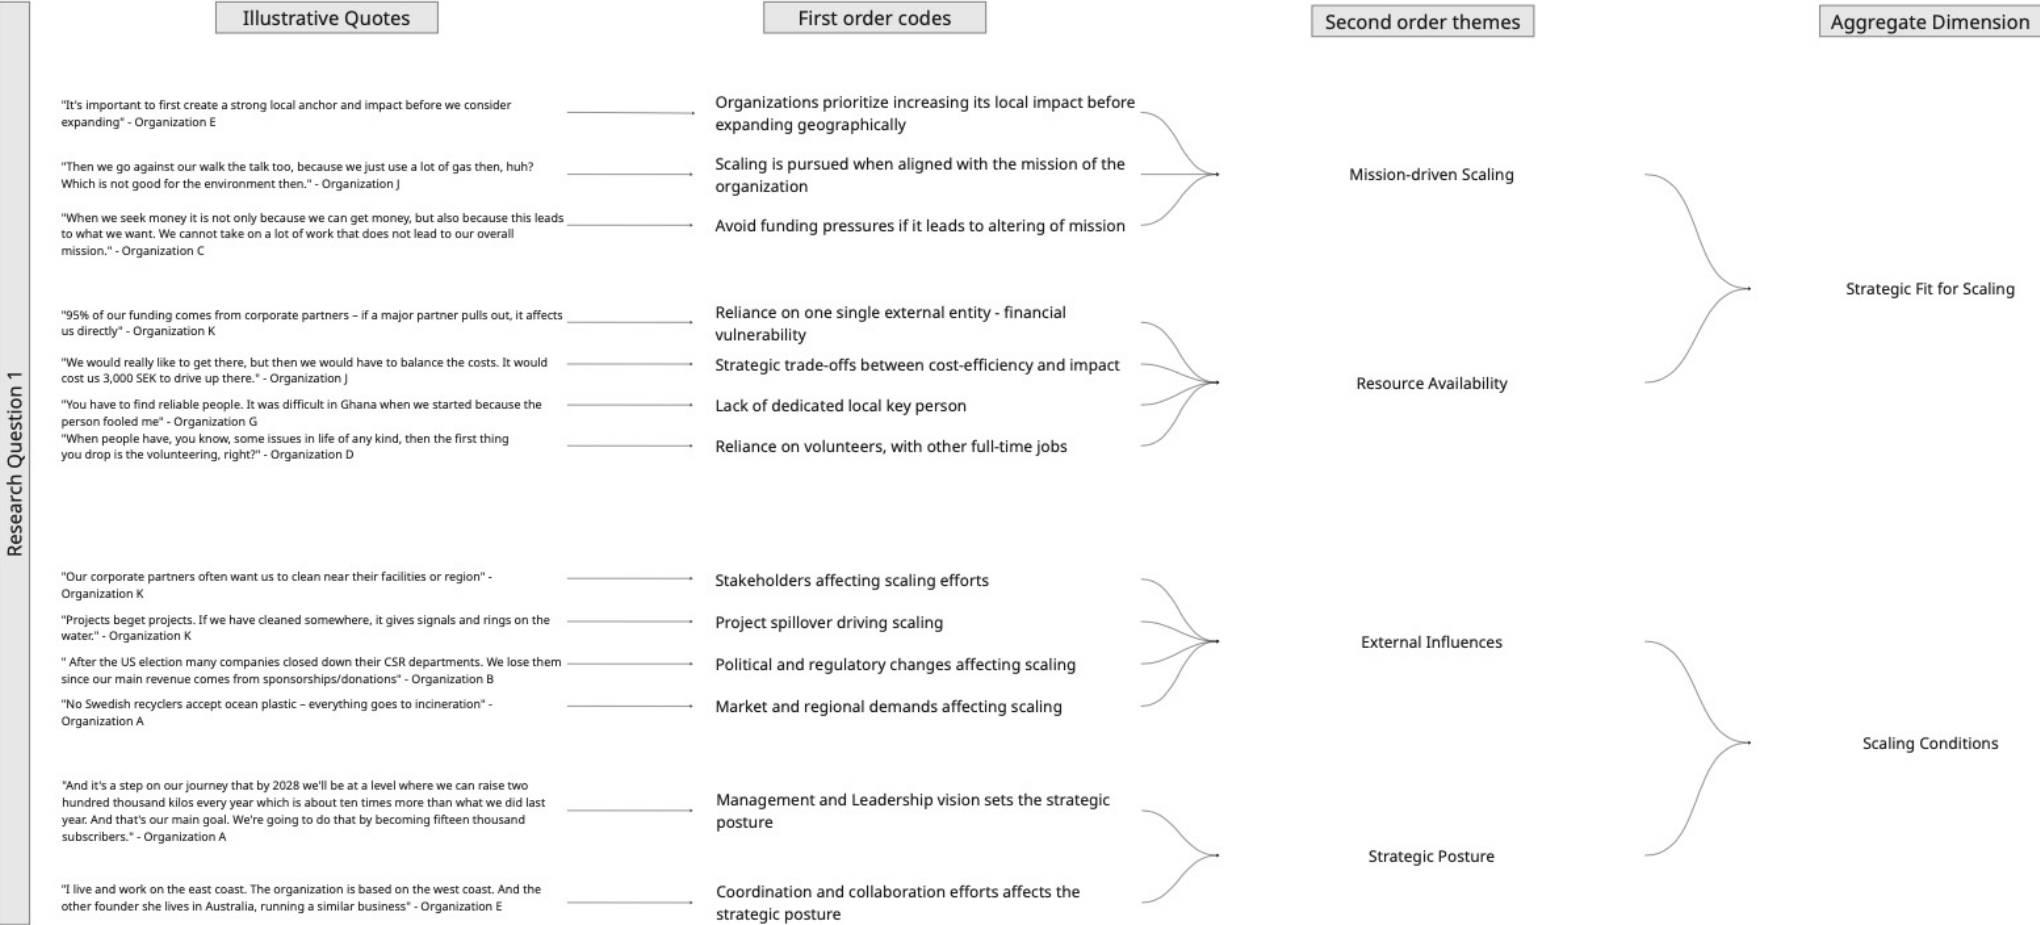 Illustrative Quotes
First order codes
Second order themes
Aggregate Dimension
Research Question 1
"It's important to first create a strong local anchor and impact before we consider
expanding" - Organization E
Organizations prioritize increasing its local impact before
expanding geographically
"Then we go against our walk the talk too, because we just use a lot of gas then, huh?
Which is not good for the environment then." - Organization J
Scaling is pursued when aligned with the mission of the
organization
Mission-driven Scaling
"When we seek money it is not only because we can get money, but also because this leads
to what we want. We cannot take on a lot of work that does not lead to our overall
mission." - Organization C
Avoid funding pressures if it leads to altering of mission
Strategic Fit for Scaling
"95% of our funding comes from corporate partners – if a major partner pulls out, it affects
us directly" - Organization K
Reliance on one single external entity - financial
vulnerability
"We would really like to get there, but then we would have to balance the costs. It would
cost us 3,000 SEK to drive up there." - Organization J
Strategic trade-offs between cost-efficiency and impact
Resource Availability
"You have to find reliable people. It was difficult in Ghana when we started because the
person fooled me" - Organization G
Lack of dedicated local key person
"When people have, you know, some issues in life of any kind, then the first thing
you drop is the volunteering, right?" - Organization D
Reliance on volunteers, with other full-time jobs
"Our corporate partners often want us to clean near their facilities or region" -
Organization K
Stakeholders affecting scaling efforts
"Projects beget projects. If we have cleaned somewhere, it gives signals and rings on the
water." - Organization K
Project spillover driving scaling
External Influences
" After the US election many companies closed down their CSR departments. We lose them
since our main revenue comes from sponsorships/donations" - Organization B
Political and regulatory changes affecting scaling
"No Swedish recyclers accept ocean plastic – everything goes to incineration" -
Organization A
Market and regional demands affecting scaling
Scaling Conditions
"And it's a step on our journey that by 2028 we'll be at a level where we can raise two
hundred thousand kilos every year which is about ten times more than what we did last
year. And that's our main goal. We're going to do that by becoming fifteen thousand
subscribers." - Organization A
Management and Leadership vision sets the strategic
posture
Strategic Posture
"I live and work on the east coast. The organization is based on the west coast. And the
other founder she lives in Australia, running a similar business" - Organization E
Coordination and collaboration efforts affects the
strategic posture